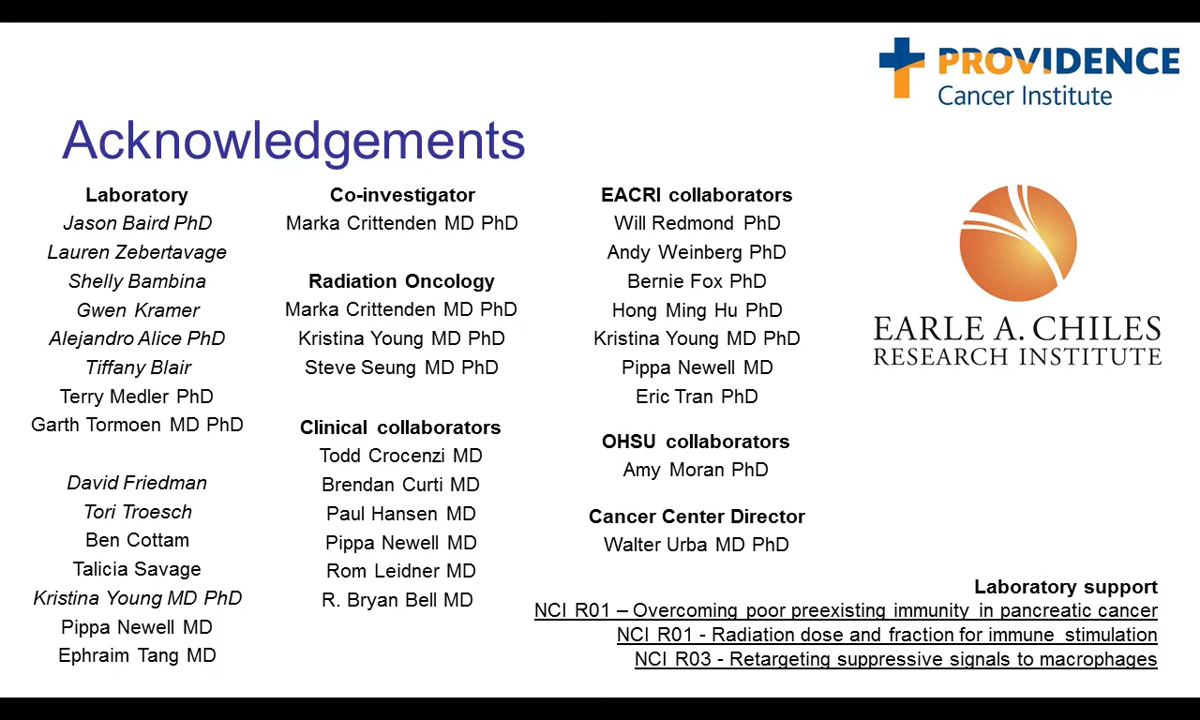 PROVIDENCE
Cancer Institute
Acknowledgements
Laboratory
Jason Baird PhD
Lauren Zebertavage
Shelly Bambina
Gwen Kramer
Alejandro Alice PhD
Tiffany Blair
Terry Medler PhD
Garth Tormoen MD PhD
David Friedman
Tori Troesch
Ben Cottam
Talicia Savage
Kristina Young MD PhD
Pippa Newell MD
Ephraim Tang MD
Co-investigator
Marka Crittenden MD PhD
Radiation Oncology
Marka Crittenden MD PhD
Kristina Young MD PhD
Steve Seung MD PhD
Clinical collaborators
Todd Crocenzi MD
Brendan Curti MD
Paul Hansen MD
Pippa Newell MD
Rom Leidner MD
R. Bryan Bell MD
EACRI collaborators
Will Redmond PhD
Andy Weinberg PhD
Bernie Fox PhD
Hong Ming Hu PhD
Kristina Young MD PhD
Pippa Newell MD
Eric Tran PhD
OHSU collaborators
Amy Moran PhD
Cancer Center Director
Walter Urba MD PhD
EARLE A. CHILES
RESEARCH INSTITUTE
Laboratory support
NCI R01 – Overcoming poor preexisting immunity in pancreatic cancer
NCI R01 - Radiation dose and fraction for immune stimulation
NCI R03 - Retargeting suppressive signals to macrophages